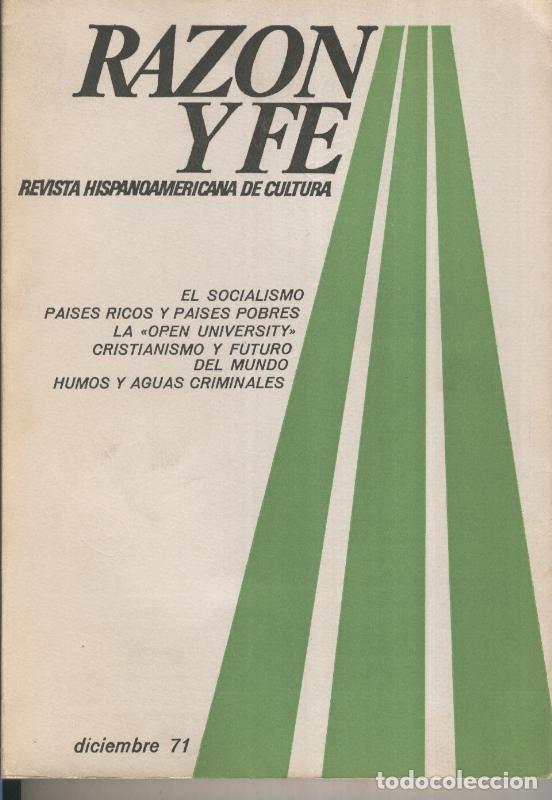 RAZON
Y FE
REVISTA HISPANOAMERICANA DE CULTURA
EL SOCIALISMO
PAISES RICOS Y PAISES POBRES
LA «OPEN UNIVERSITY»
CRISTIANISMO Y FUTURO
DEL MUNDO
HUMOS Y AGUAS CRIMINALES
diciembre 71
todocoleccion